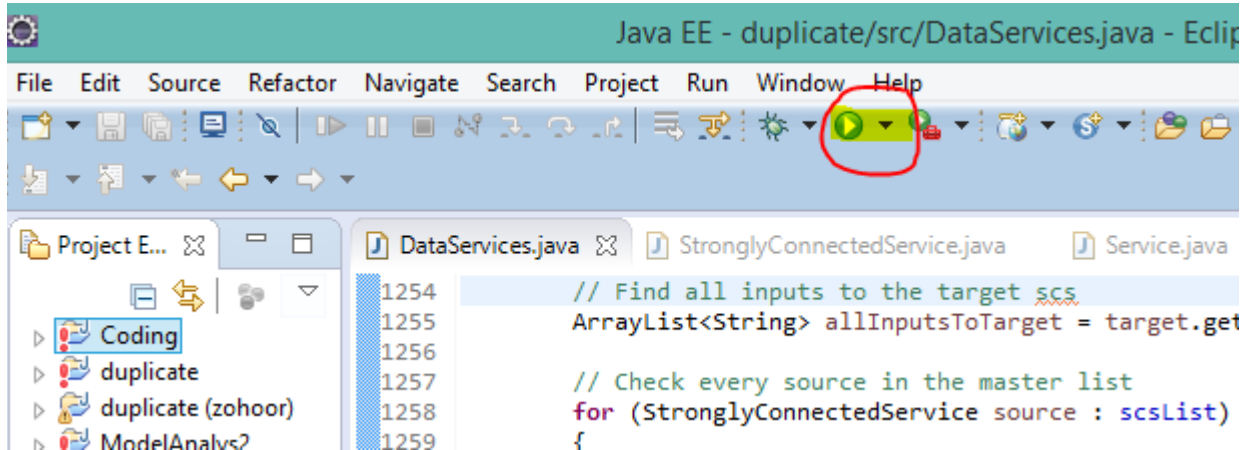 Java EE - duplicate/src/DataServices.java - Eclip
File Edit Source Refactor Navigate Search Project Run Window Help
Project E...
DataServices.java StronglyConnectedService.java Service.java
Coding
duplicate
duplicate (zohoor)
ModelAnalys2
1254 // Find all inputs to the target scs
1255 ArrayList<String> allInputsToTarget = target.get
1256
1257 // Check every source in the master list
1258 for (StronglyConnectedService source : scsList)
1259 {